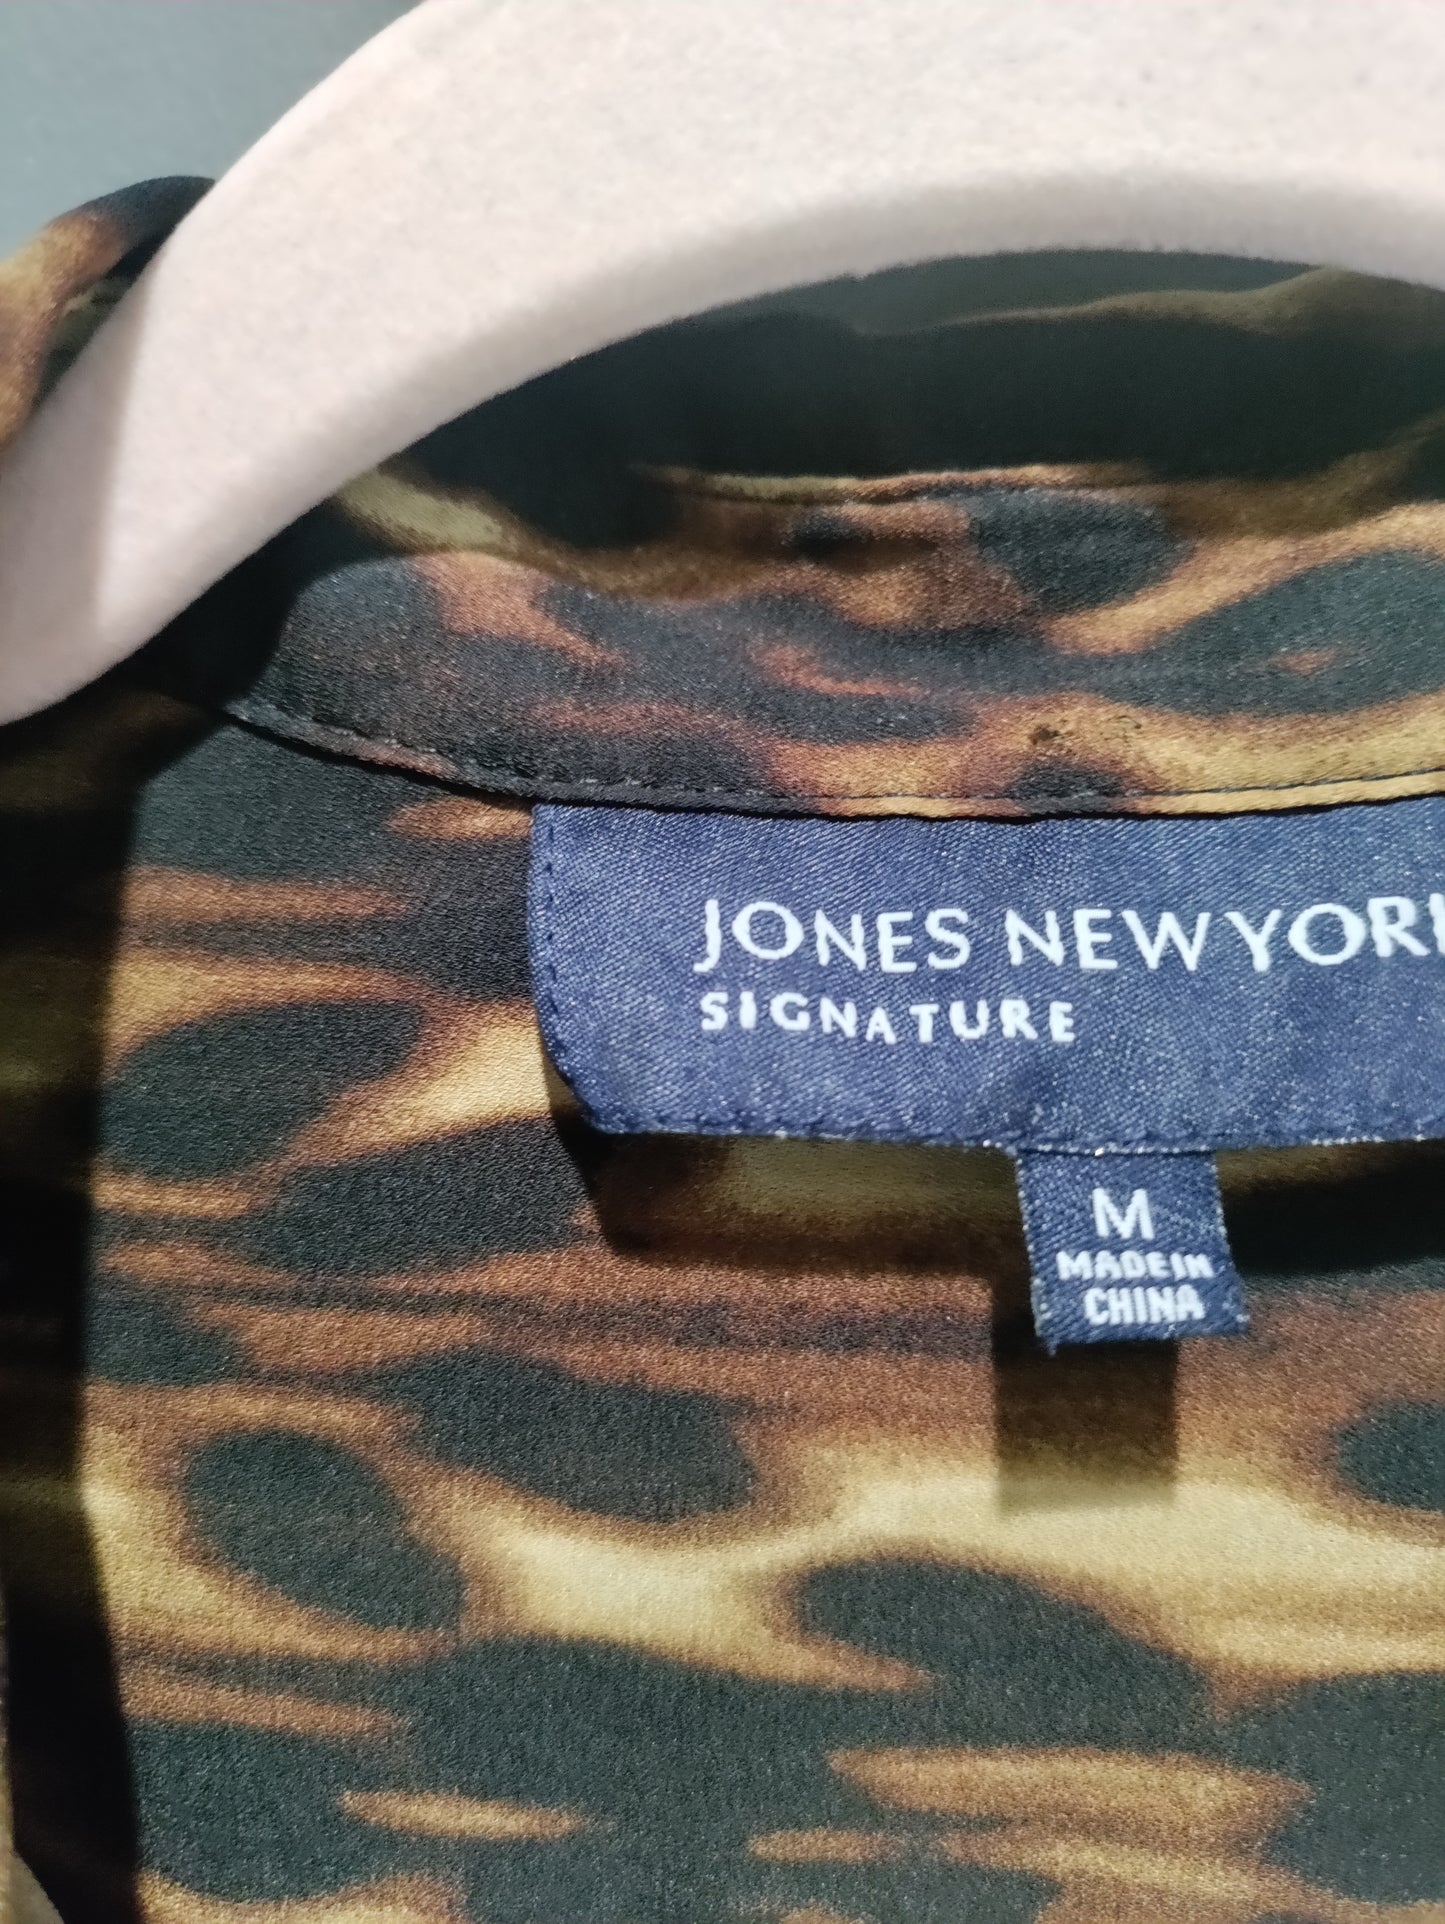 JONES NEW YORK
SIGNATURE
M
MADE IN
CHINA